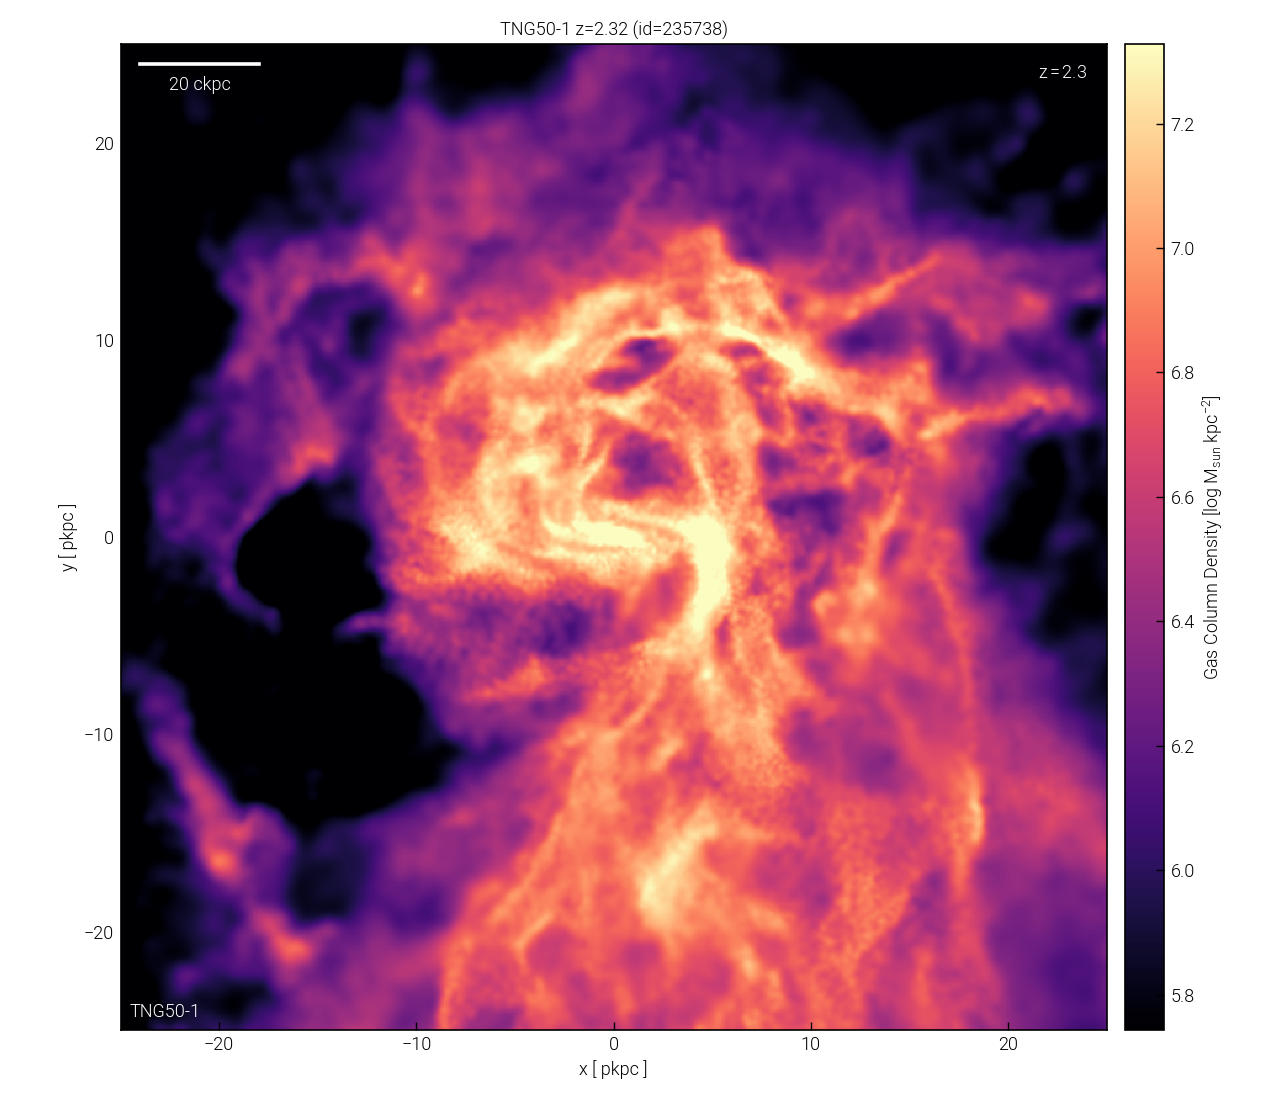 TNG50-1 z=2.32 (id=235738)
20 ckpc
z=2.3
TNG50-1
20
10
0
−10
−20
y [ pkpc ]
−20
−10
0
10
20
x [ pkpc ]
7.2
7.0
6.8
6.6
6.4
6.2
6.0
5.8
Gas Column Density [log M_sun kpc^−2]